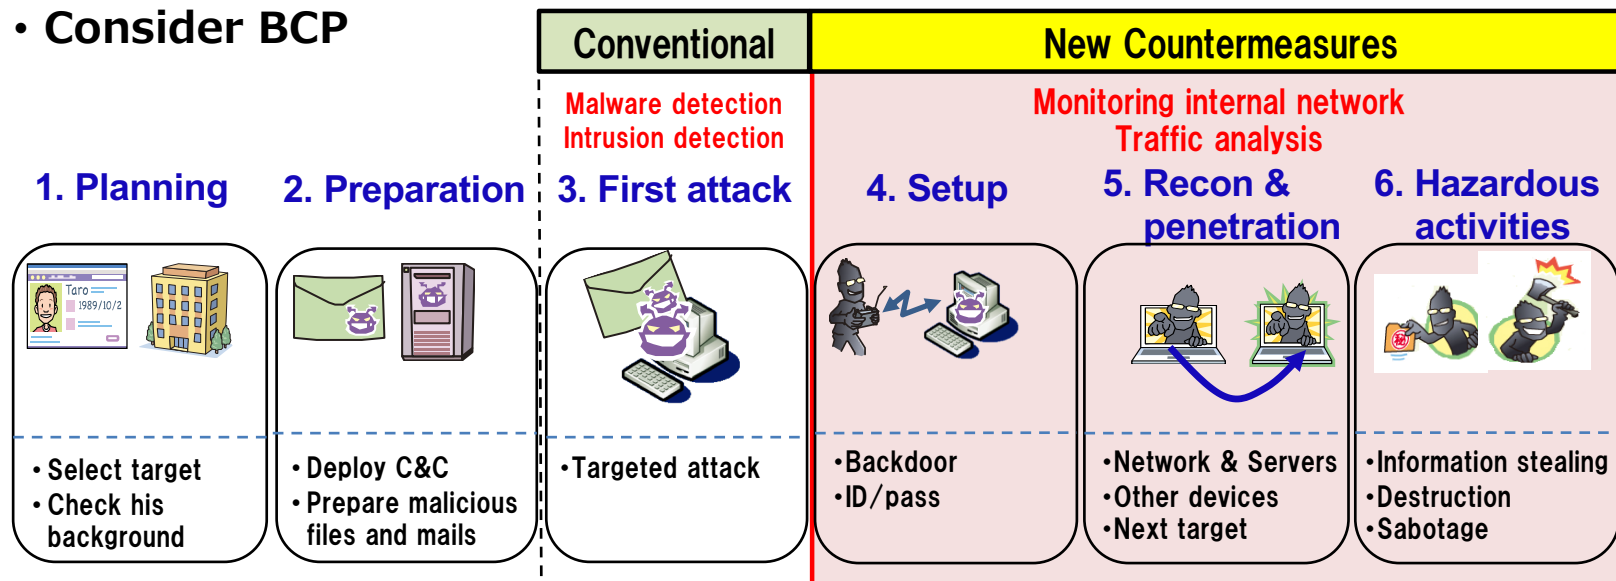 • Consider BCP
Conventional
New Countermeasures
Malware detection
Intrusion detection
Monitoring internal network
Traffic analysis
1. Planning
2. Preparation
3. First attack
4. Setup
5. Recon &
penetration
6. Hazardous
activities
Taro
1989/10/2
秘
• Select target
• Check his
background
• Deploy C&C
• Prepare malicious
files and mails
•Targeted attack
•Backdoor
•ID/pass
•Network & Servers
•Other devices
•Next target
•Information stealing
•Destruction
•Sabotage